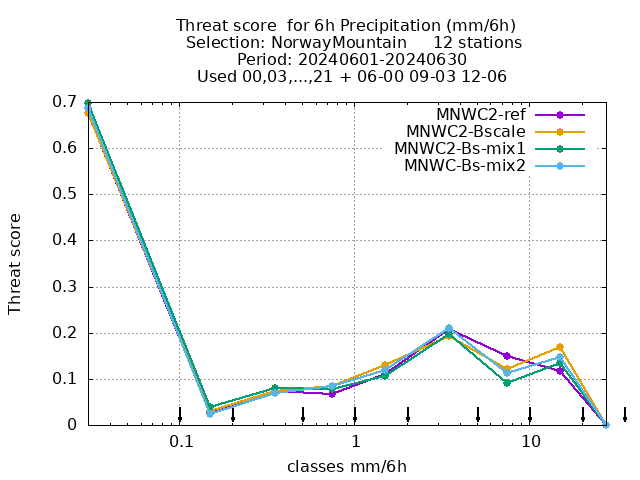 Threat score  for 6h Precipitation (mm/6h)
Selection: NorwayMountain     12 stations
Period: 20240601-20240630
Used 00,03,...,21 + 06-00 09-03 12-06
MNWC2-ref
MNWC2-Bscale
MNWC2-Bs-mix1
MNWC-Bs-mix2
Threat score
0.7
0.6
0.5
0.4
0.3
0.2
0.1
0
0.1 1 10
classes mm/6h